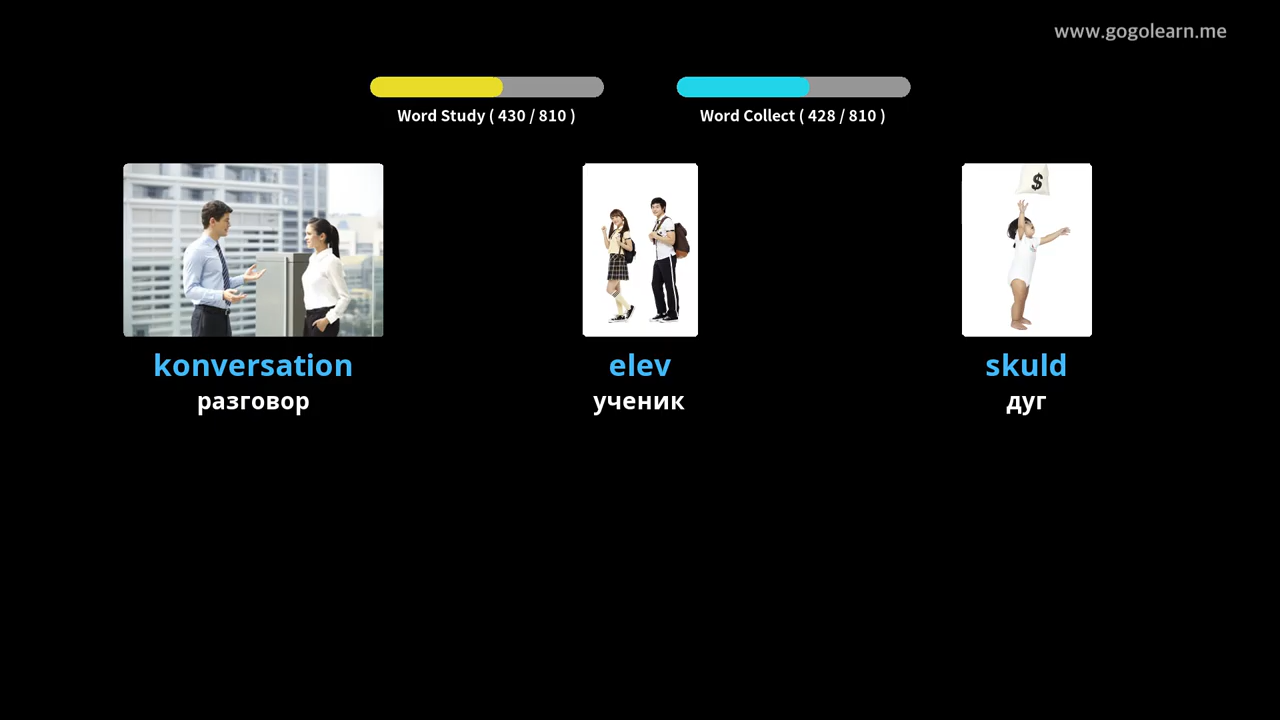 www.gogolearn.me
Word Study ( 430 / 810 )
Word Collect ( 428 / 810 )
konversation
разговор
elev
ученик
skuld
дуг
$